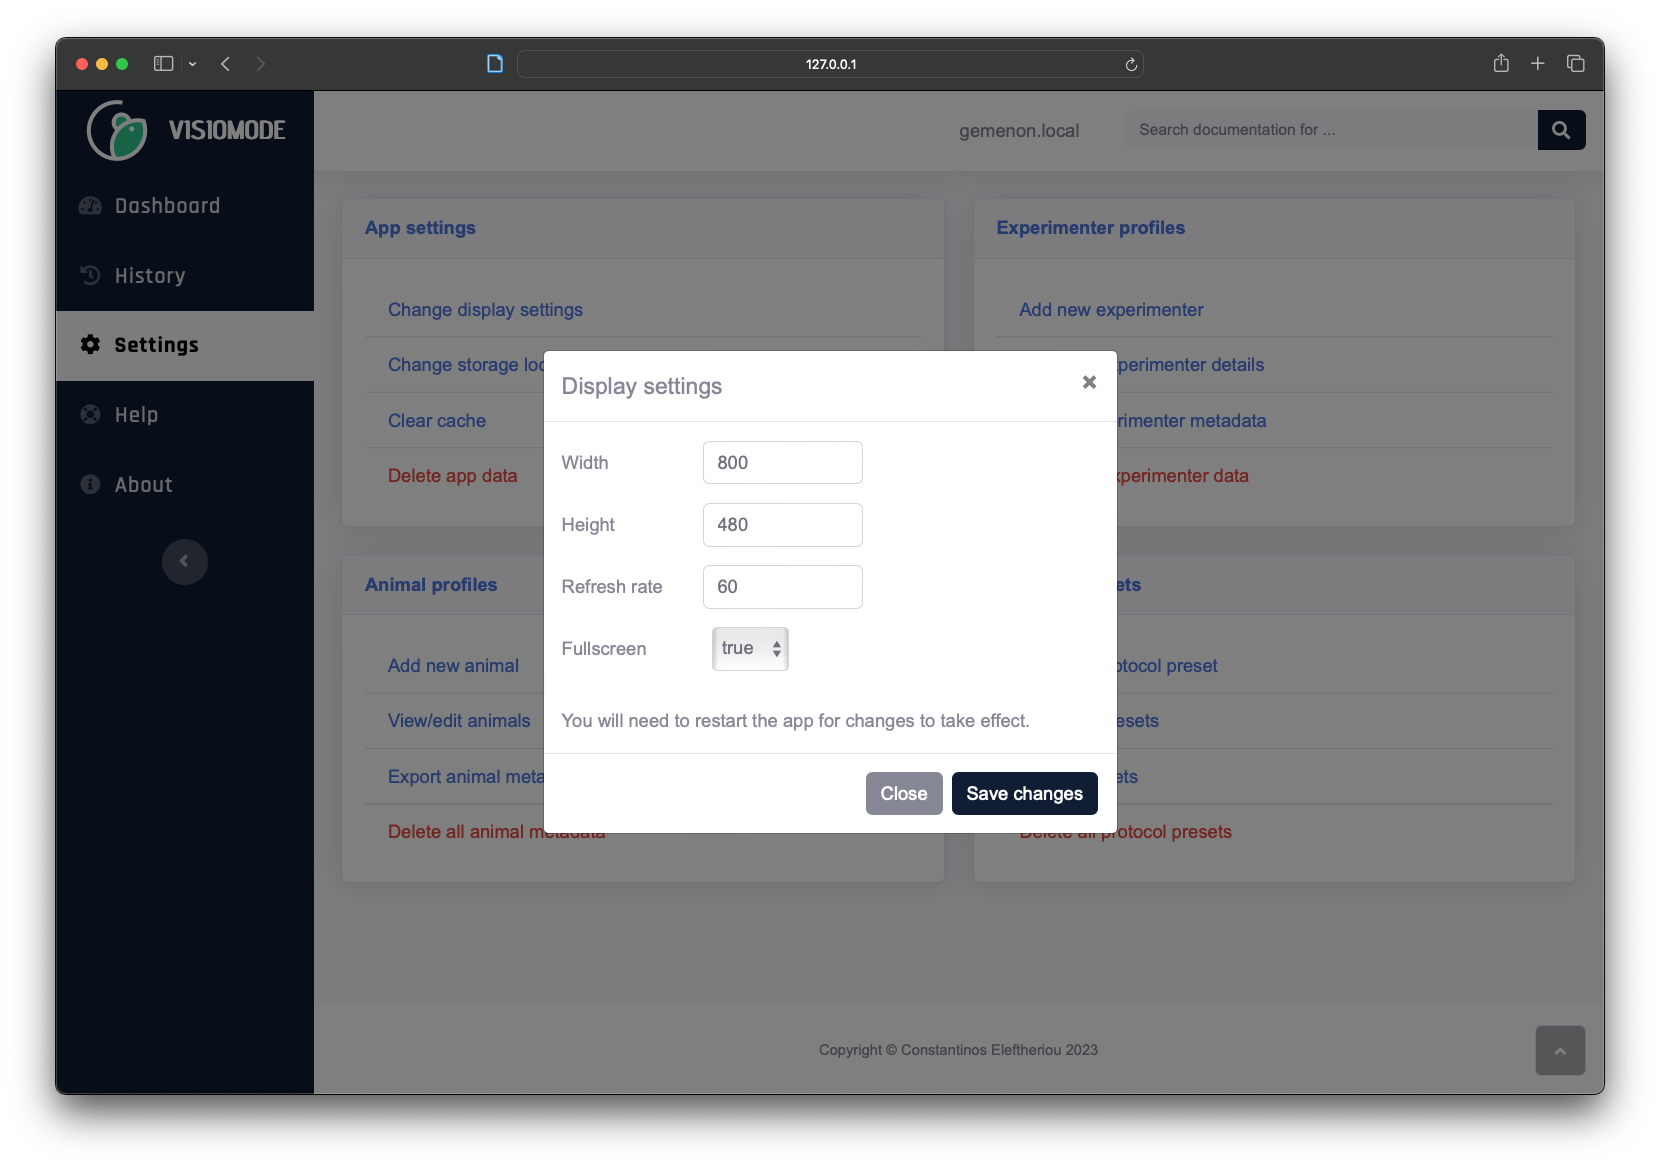 127.0.0.1
VISIOMODE
gemenon.local
Search documentation for ...
Dashboard
History
Settings
Help
About
App settings
Change display settings
Change storage loc
Clear cache
Delete app data
Experimenter profiles
Add new experimenter
perimenter details
rimenter metadata
xperimenter data
Display settings
Width
800
Height
480
Refresh rate
60
Fullscreen
true
You will need to restart the app for changes to take effect.
Close
Save changes
Animal profiles
Add new animal
View/edit animals
Export animal meta
Delete all animal metadata
ets
otocol preset
esets
ets
Delete all protocol presets
Copyright © Constantinos Eleftheriou 2023